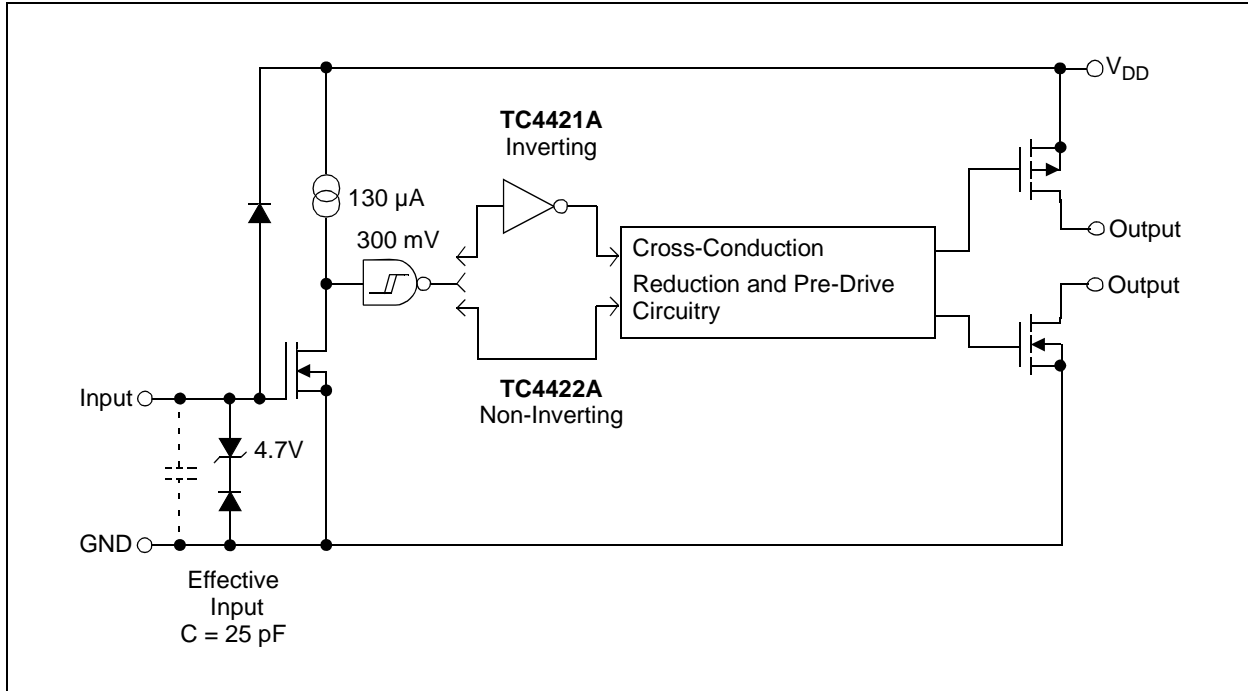 V_DD
TC4421A
Inverting
130 µA
300 mV
Cross-Conduction
Reduction and Pre-Drive
Circuitry
Output
Output
TC4422A
Non-Inverting
Input
4.7V
GND
Effective
Input
C = 25 pF